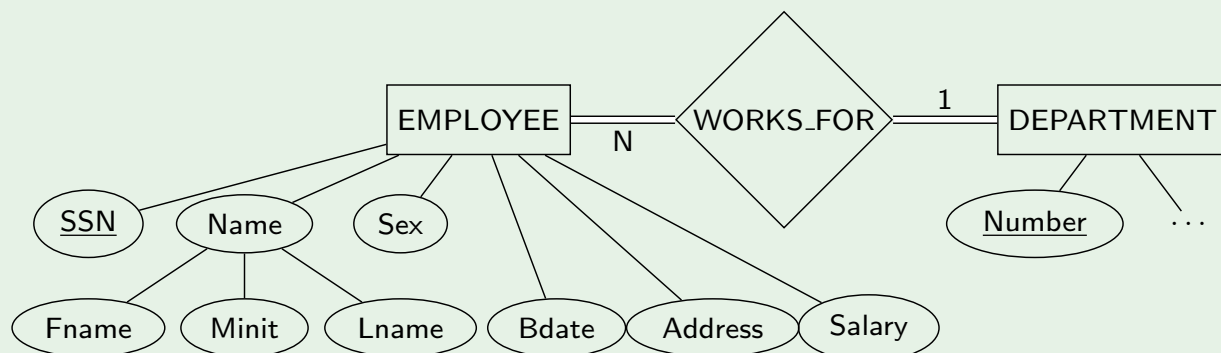 EMPLOYEE
N
WORKS_FOR
1
DEPARTMENT
SSN
Name
Sex
Number
...
Fname
Minit
Lname
Bdate
Address
Salary